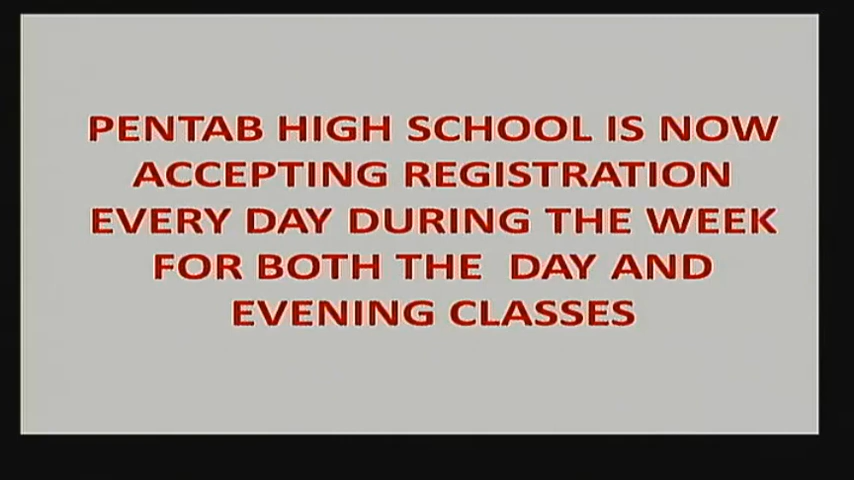 PENTAB HIGH SCHOOL IS NOW
ACCEPTING REGISTRATION
EVERY DAY DURING THE WEEK
FOR BOTH THE  DAY AND
EVENING CLASSES